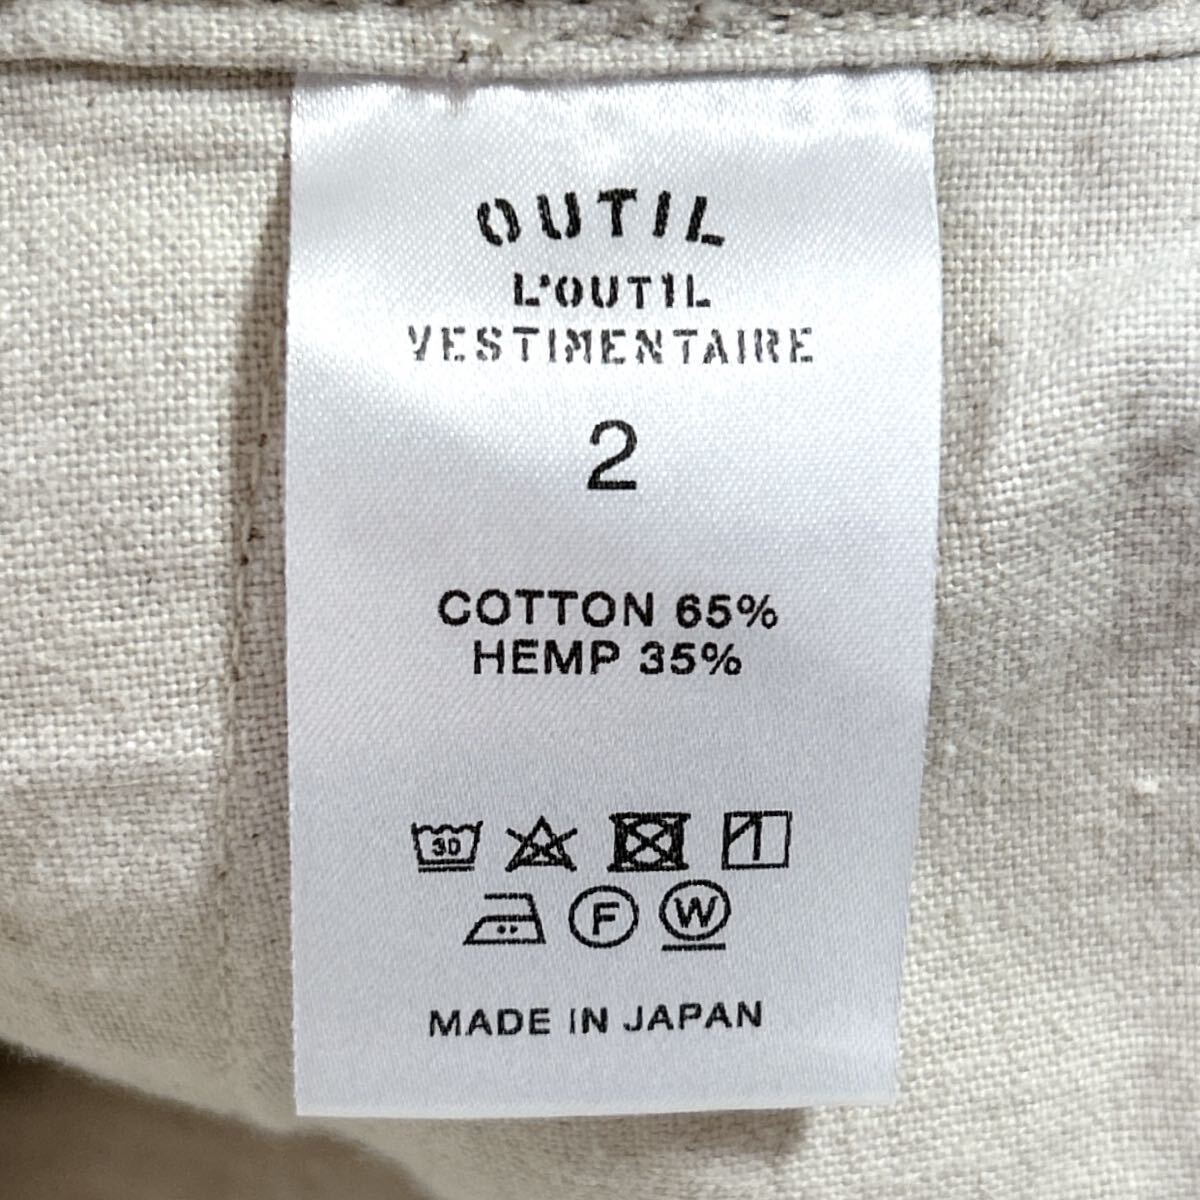 OUTIL
L'OUTIL
VESTIMENTAIRE
2
COTTON 65%
HEMP 35%
30
F W
MADE IN JAPAN